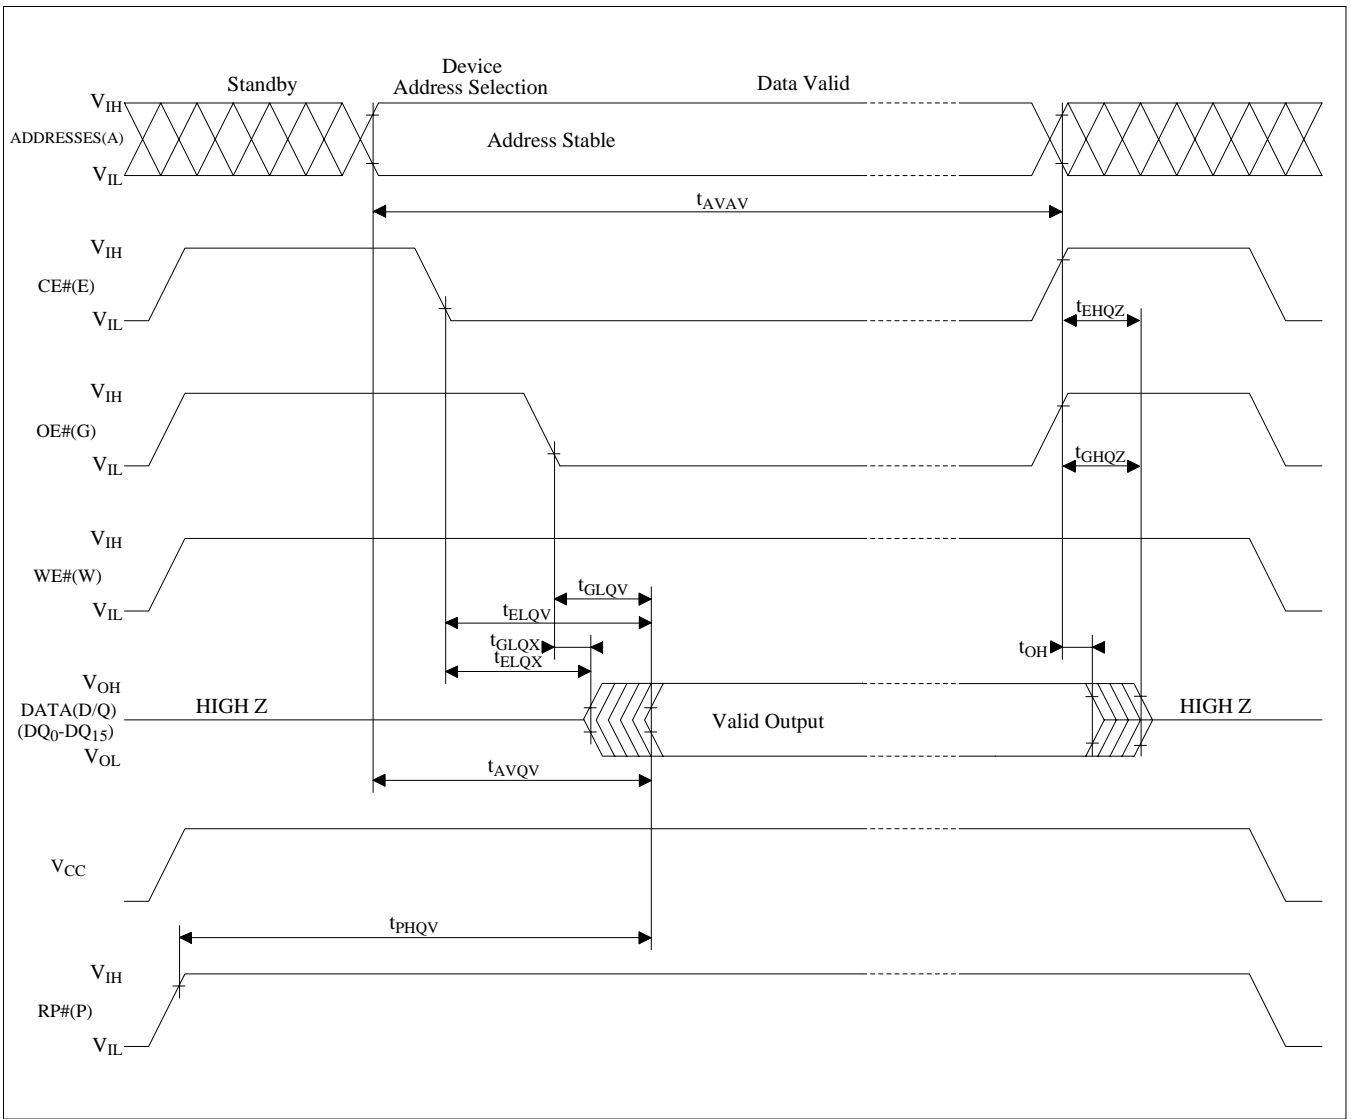 Device
Standby Address Selection Data Valid
VIH
ADDRESSES(A) Address Stable
VIL
tAVAV
VIH
CE#(E)
VIL tEHQZ
VIH
OE#(G)
VIL tGHQZ
VIH
WE#(W)
VIL tGLQV
tELQV
tGLQX tOH
tELQX
VOH
DATA(D/Q) HIGH Z Valid Output HIGH Z
(DQ0-DQ15)
VOL
tAVQV
VCC
tPHQV
VIH
RP#(P)
VIL